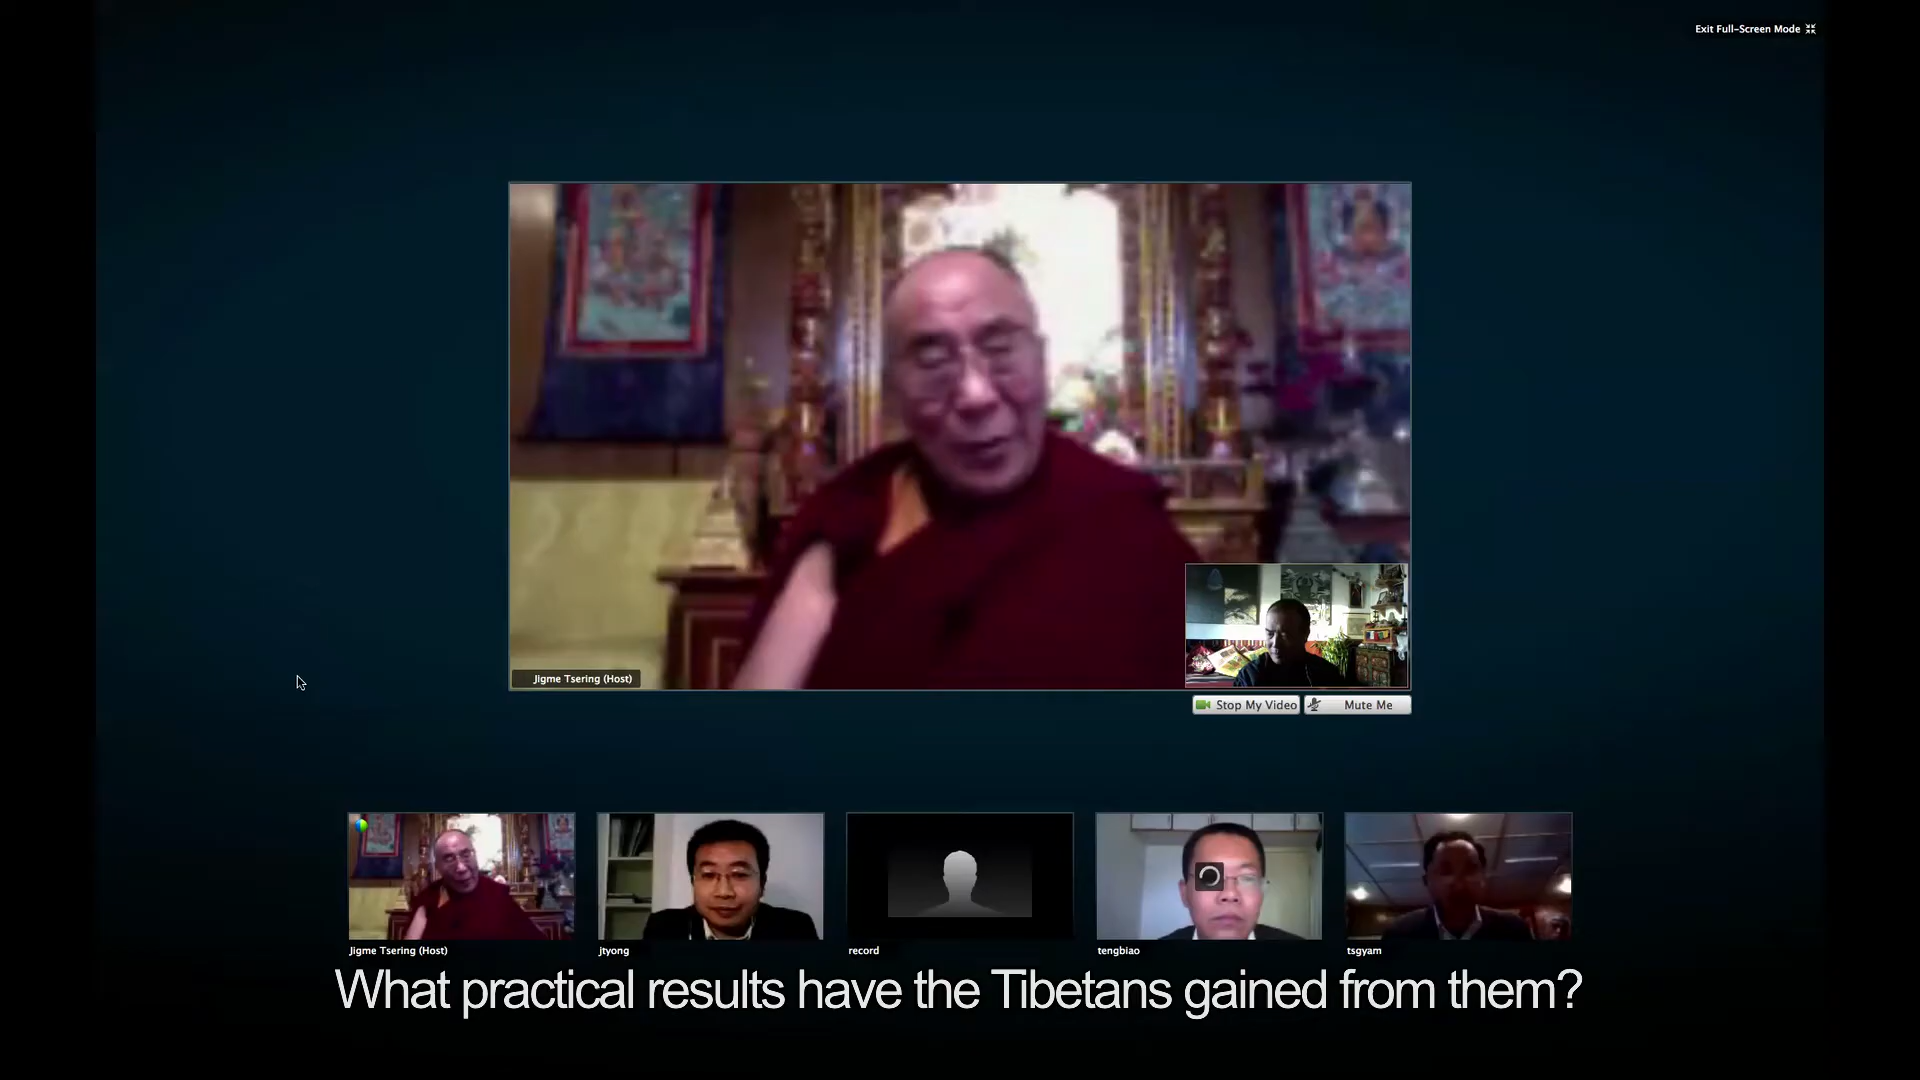 Exit Full-Screen Mode
Jigme Tsering (Host)
Stop My Video
Mute Me
Jigme Tsering (Host)
jtyong
record
tengbiao
tsgyam
What practical results have the Tibetans gained from them?